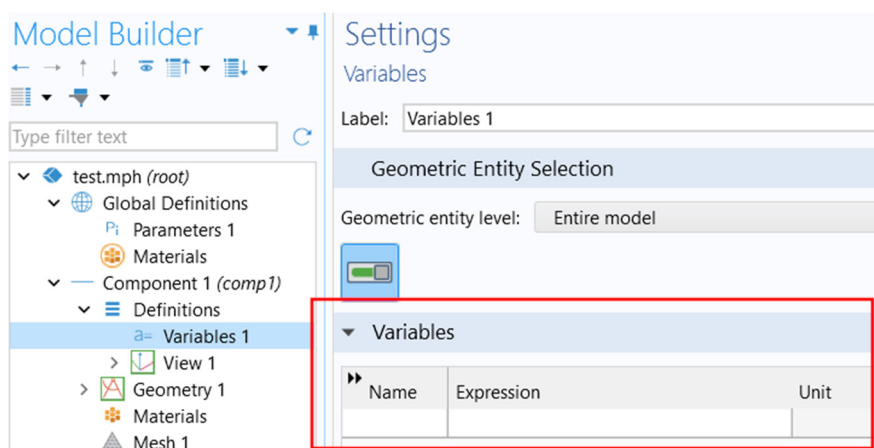 Model Builder
Type filter text
test.mph (root)
Global Definitions
Pi Parameters 1
Materials
Component 1 (comp1)
Definitions
a= Variables 1
View 1
Geometry 1
Materials
Mesh 1
Settings
Variables
Label: Variables 1
Geometric Entity Selection
Geometric entity level: Entire model
Variables
Name Expression Unit